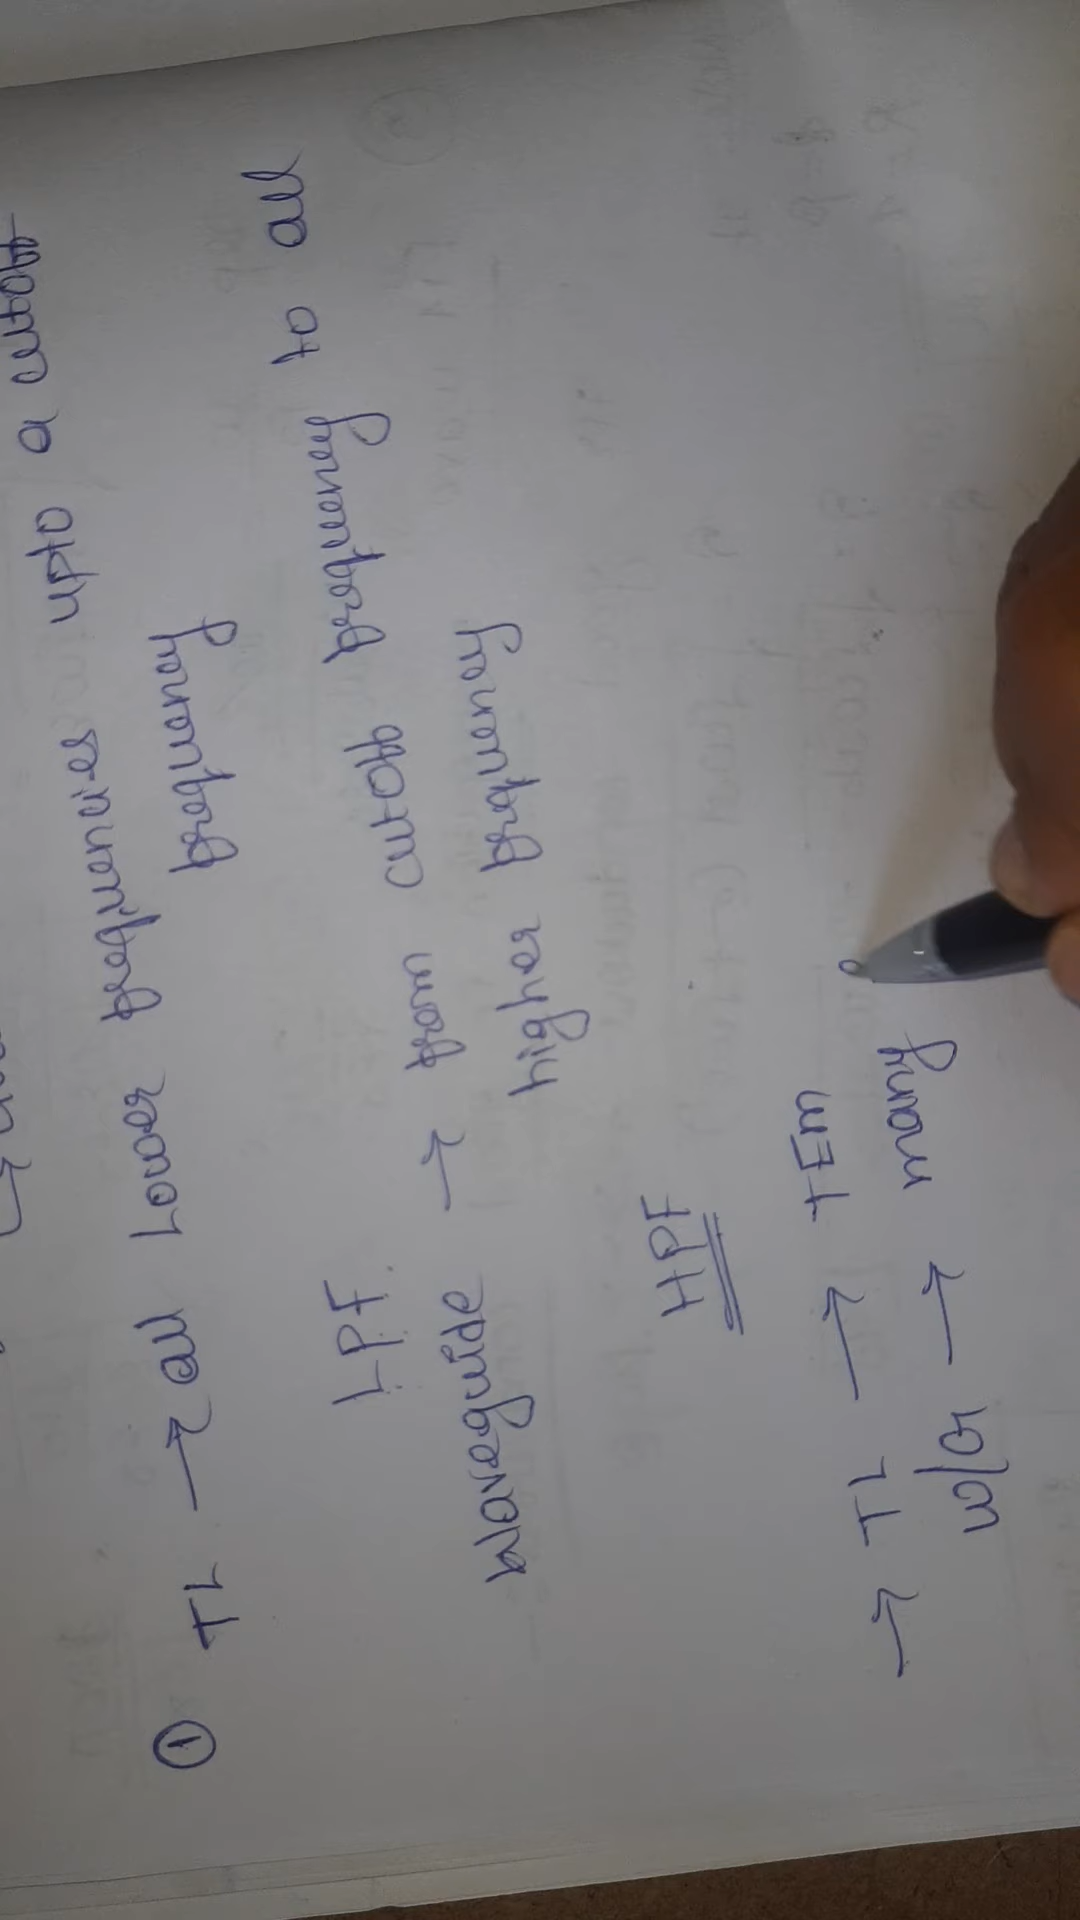 ① TL → all Lower frequencies upto a cutoff
frequency
LPF
waveguide → from cutoff frequency to all
higher frequency
HPF
→ TL → TEM
w/G → many